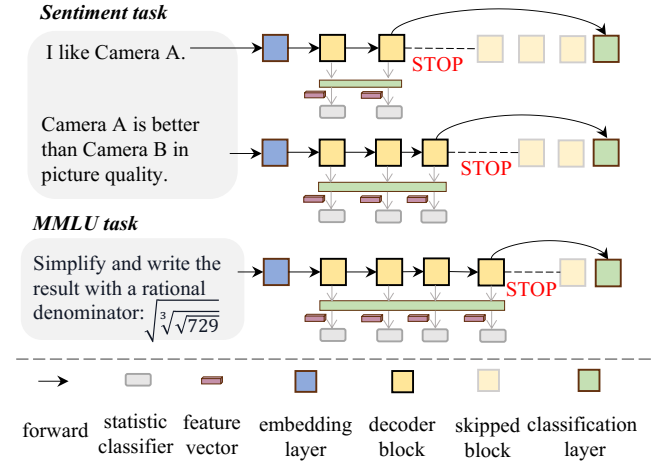 Sentiment task
I like Camera A.
STOP
Camera A is better
than Camera B in
picture quality.
STOP
MMLU task
Simplify and write the
result with a rational
denominator: √∛√729
STOP
forward
statistic
classifier
feature
vector
embedding
layer
decoder
block
skipped
block
classification
layer